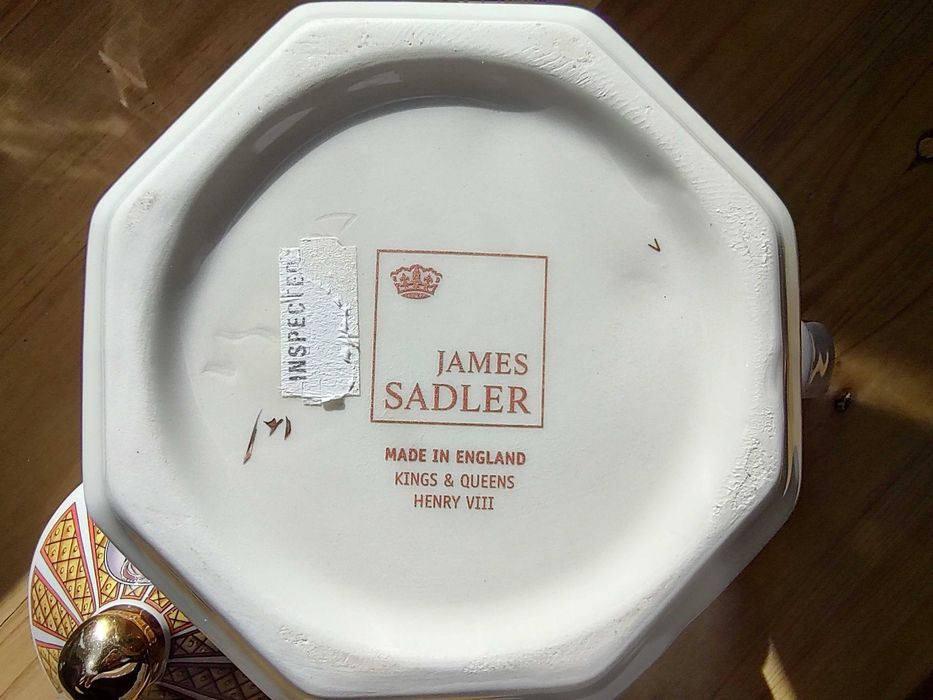 INSPECTED
JAMES
SADLER
MADE IN ENGLAND
KINGS & QUEENS
HENRY VIII